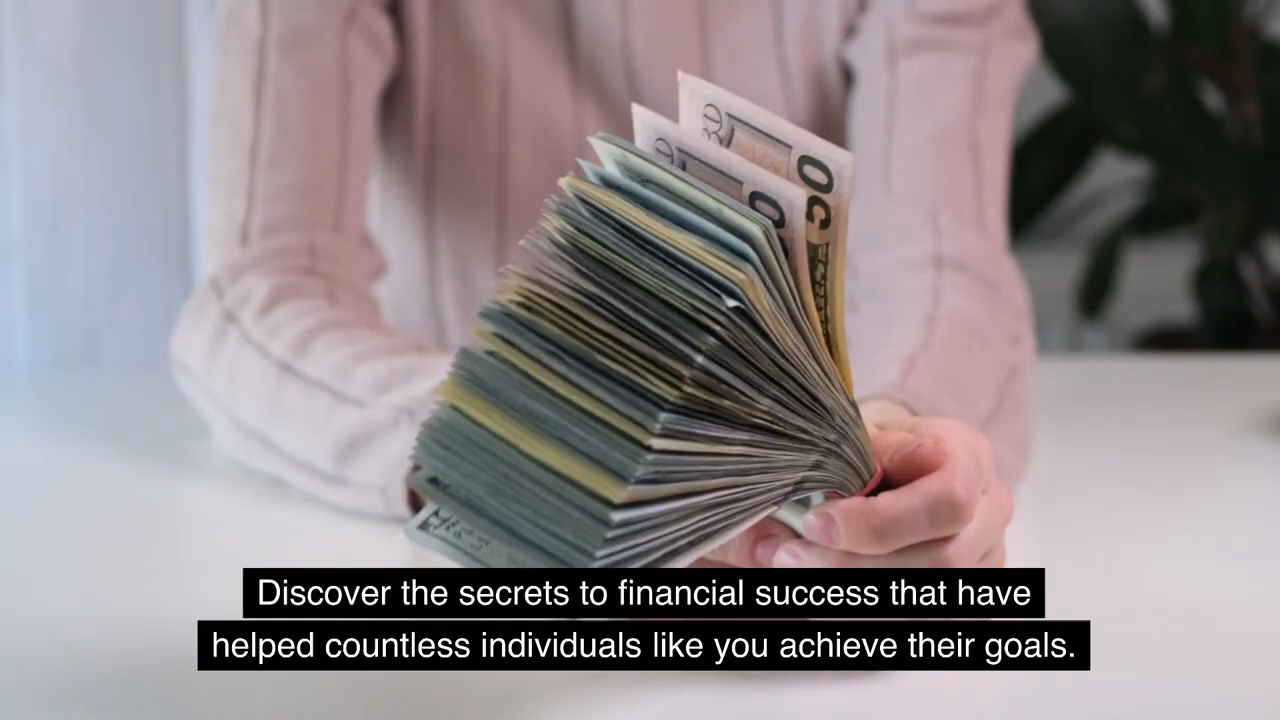 Discover the secrets to financial success that have
helped countless individuals like you achieve their goals.